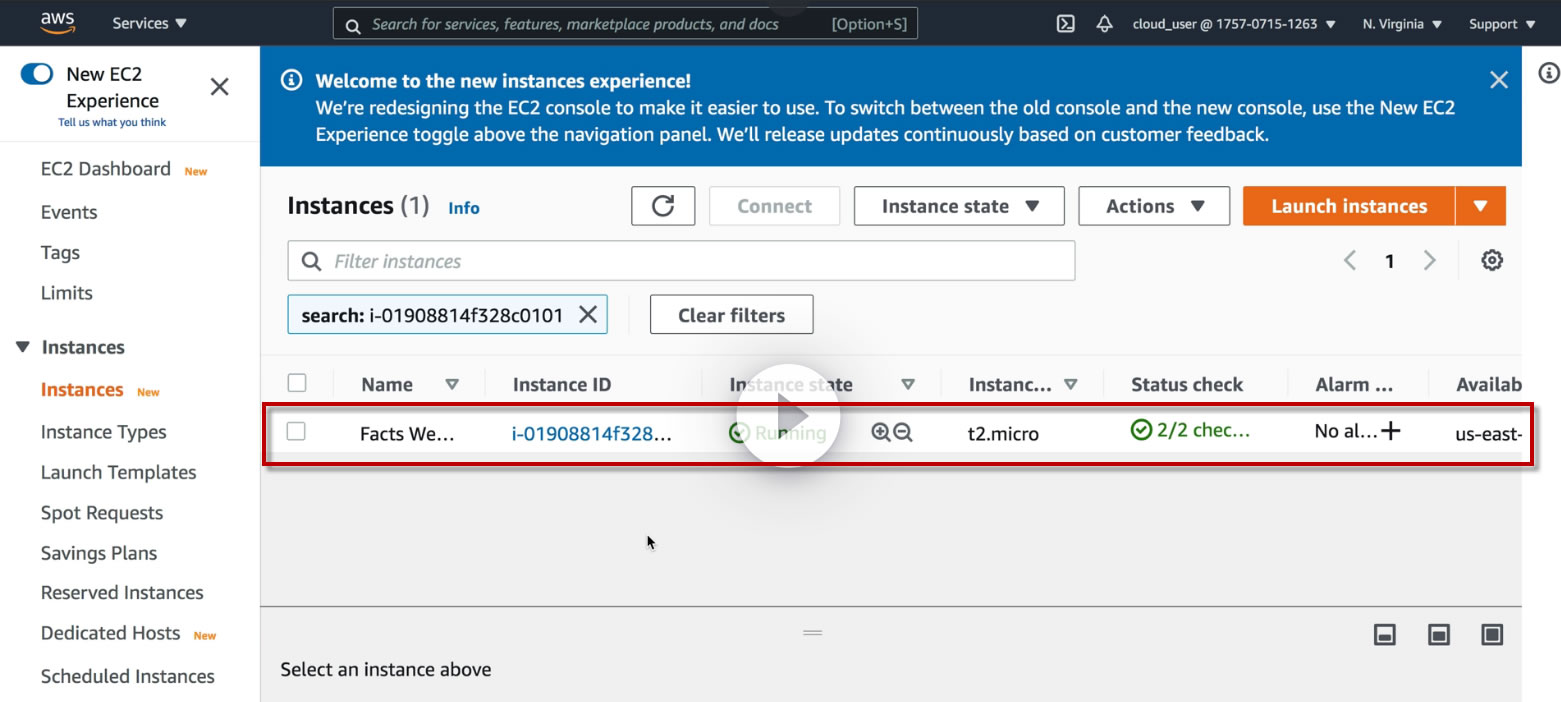 aws Services Search for services, features, marketplace products, and docs [Option+S] cloud_user @ 1757-0715-1263 N. Virginia Support
New EC2
Experience
Tell us what you think
Welcome to the new instances experience!
We're redesigning the EC2 console to make it easier to use. To switch between the old console and the new console, use the New EC2
Experience toggle above the navigation panel. We'll release updates continuously based on customer feedback.
EC2 Dashboard New
Events
Tags
Limits
Instances
Instances New
Instance Types
Launch Templates
Spot Requests
Savings Plans
Reserved Instances
Dedicated Hosts New
Scheduled Instances
Instances (1) Info Connect Instance state Actions Launch instances
Filter instances 1
search: i-01908814f328c0101 Clear filters
Name Instance ID Instance state Instanc... Status check Alarm ... Availab
Facts We... i-01908814f328... Running t2.micro 2/2 chec... No al... us-east-
Select an instance above